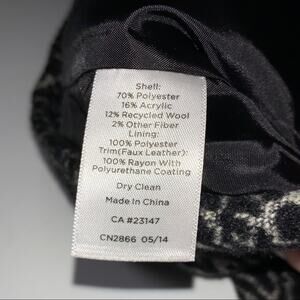 Shell:
70% Polyester
16% Acrylic
12% Recycled Wool
2% Other Fiber
Lining:
100% Polyester
Trim(Faux Leather):
100% Rayon With
Polyurethane Coating
Dry Clean
Made In China
CA #23147
CN2866 05/14